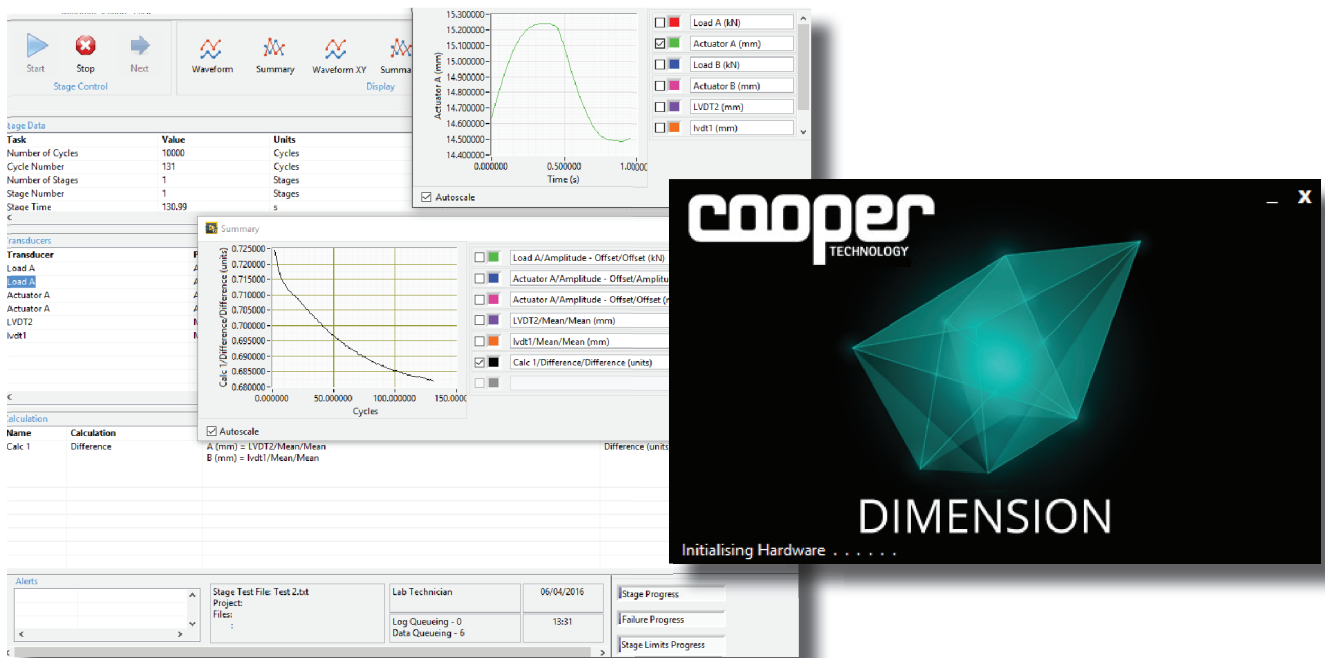 Start
Stop
Next
Stage Control
Waveform
Summary
Waveform XY
Display
15.300000
15.200000
15.100000
15.000000
14.900000
14.800000
14.700000
14.600000
14.500000
14.400000
Actuator A (mm)
0.000000 0.500000
Time (s)
Autoscale
Load A (kN)
Actuator A (mm)
Load B (kN)
Actuator B (mm)
LVDT2 (mm)
lvdt1 (mm)
Task Value Units
Number of Cycles 10000 Cycles
Cycle Number 131 Cycles
Number of Stages 1 Stages
Stage Number 1 Stages
Stage Time 130.99 s
Transducers
Transducer
Load A
Load A
Actuator A
Actuator A
LVDT2
lvdt1
Summary
0.725000
0.720000
0.715000
0.710000
0.705000
0.700000
0.695000
0.690000
0.685000
0.680000
Calc 1/Difference/Difference (units)
0.000000 50.000000 100.000000
Cycles
Autoscale
Load A/Amplitude - Offset/Offset (kN)
Actuator A/Amplitude - Offset/
Actuator A/Amplitude - Offset/Offset
LVDT2/Mean/Mean (mm)
lvdt1/Mean/Mean (mm)
Calc 1/Difference/Difference (units)
Calculation
Name Calculation
Calc 1 Difference A (mm) = LVDT2/Mean/Mean Difference (units
B (mm) = lvdt1/Mean/Mean
Alerts
Stage Test File: Test 2.txt
Project:
Files:
:
Lab Technician
06/04/2016
Log Queueing - 0
Data Queueing - 6
13:31
Stage Progress
Failure Progress
Stage Limits Progress
cooper
TECHNOLOGY
_ X
DIMENSION
Initialising Hardware . . . . . .